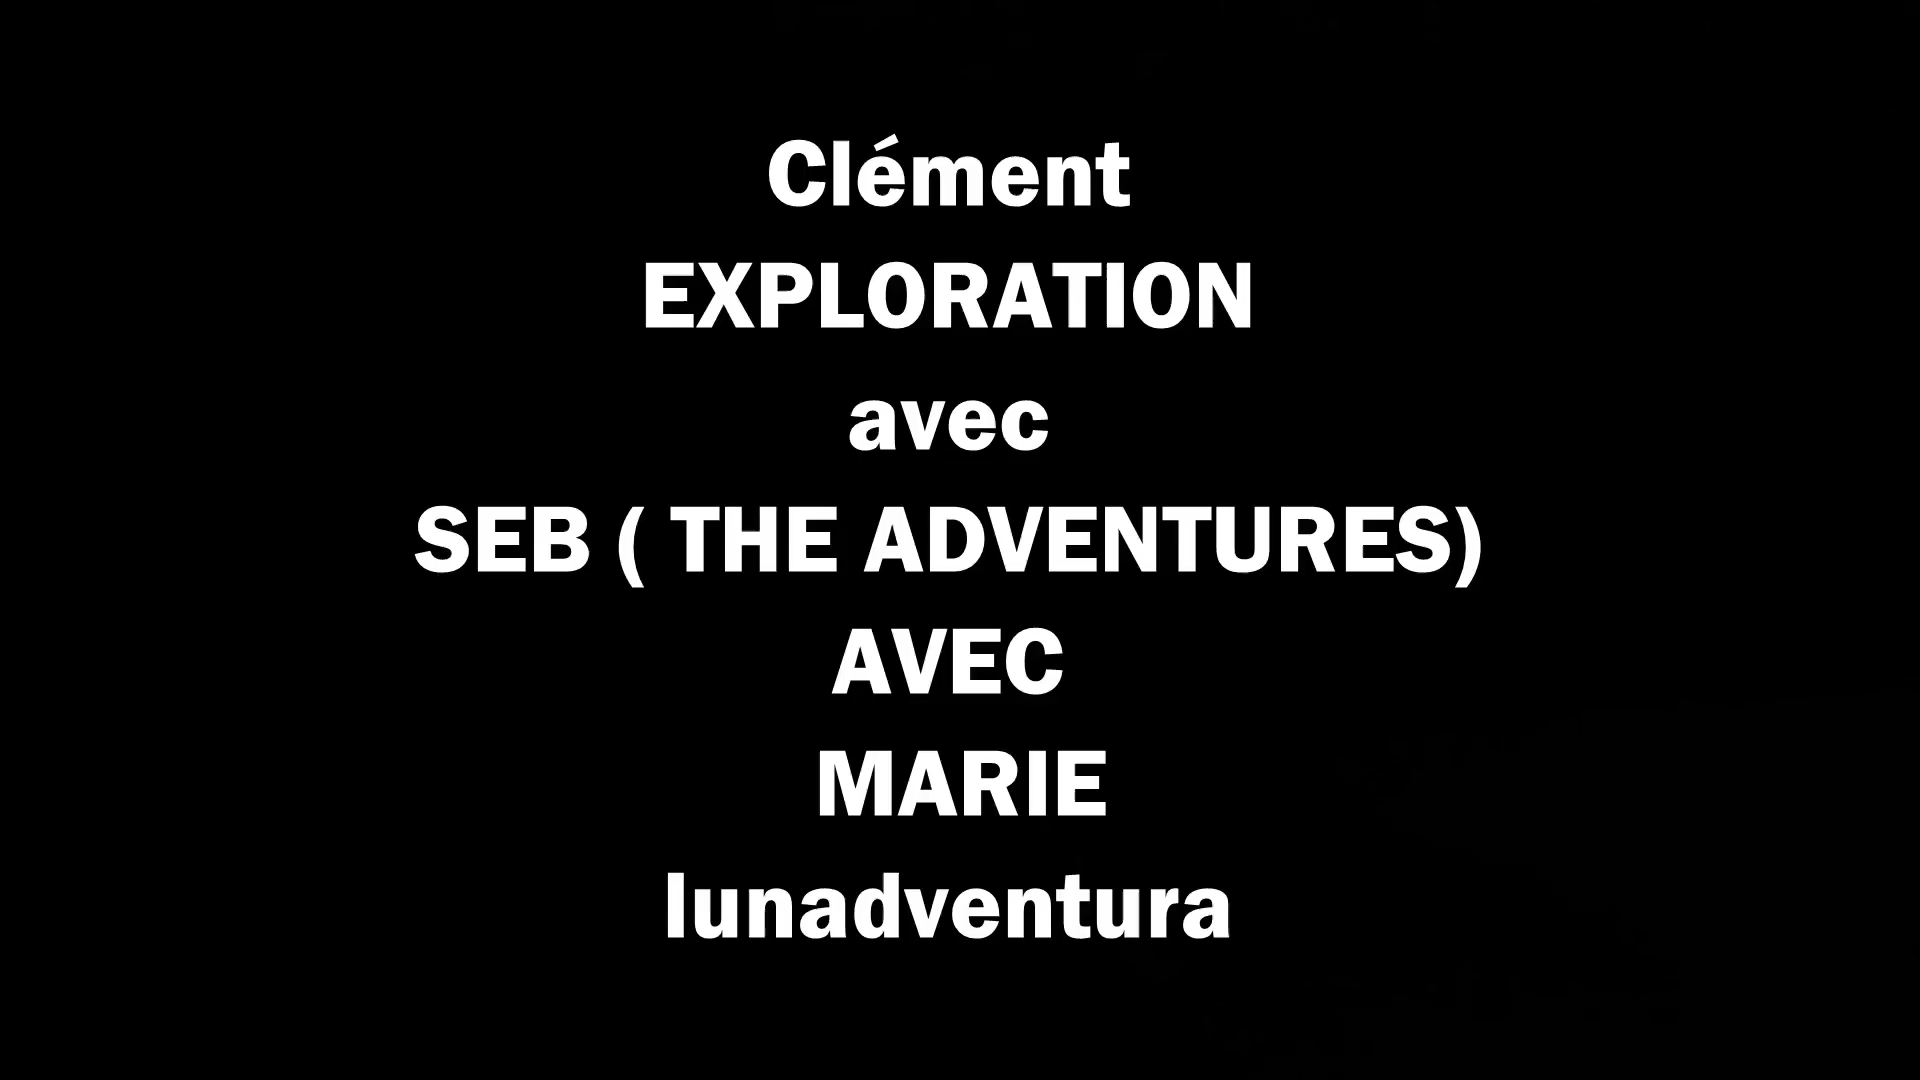 Clément
EXPLORATION
avec
SEB ( THE ADVENTURES)
AVEC
MARIE
lunadventura